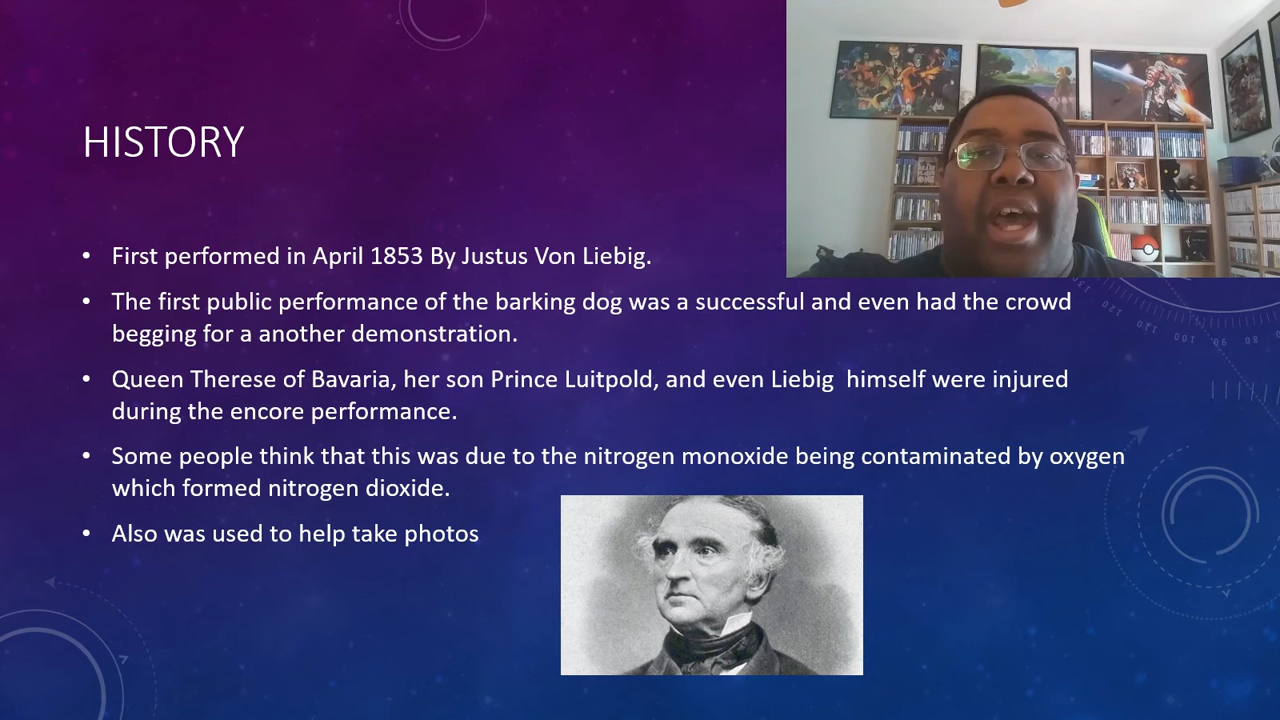 HISTORY
• First performed in April 1853 By Justus Von Liebig.
• The first public performance of the barking dog was a successful and even had the crowd
begging for a another demonstration.
• Queen Therese of Bavaria, her son Prince Luitpold, and even Liebig  himself were injured
during the encore performance.
• Some people think that this was due to the nitrogen monoxide being contaminated by oxygen
which formed nitrogen dioxide.
• Also was used to help take photos